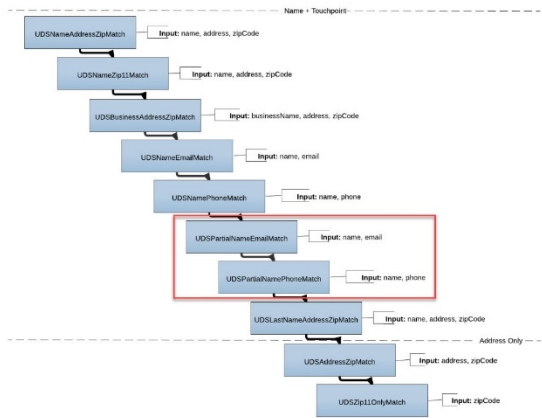 Name + Touchpoint
UDSNameAddressZipMatch
Input: name, address, zipCode
UDSNameZip11Match
Input: name, address, zipCode
UDSBusinessAddressZipMatch
Input: businessName, address, zipCode
UDSNameEmailMatch
Input: name, email
UDSNamePhoneMatch
Input: name, phone
UDSPartialNameEmailMatch
Input: name, email
UDSPartialNamePhoneMatch
Input: name, phone
UDSLastNameAddressZipMatch
Input: name, address, zipCode
Address Only
UDSAddressZipMatch
Input: address, zipCode
UDSZip11OnlyMatch
Input: zipCode